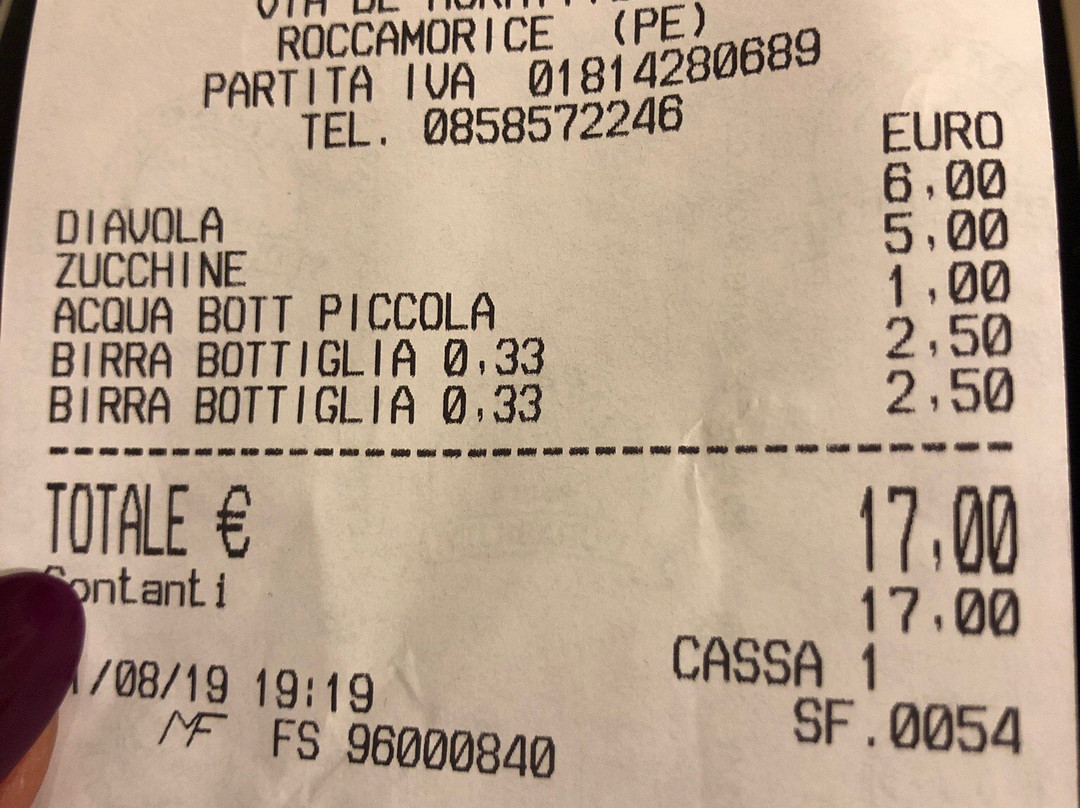 ROCCAMORICE (PE)
PARTITA IVA 01814280689
TEL. 0858572246
EURO
DIAVOLA 6,00
ZUCCHINE 5,00
ACQUA BOTT PICCOLA 1,00
BIRRA BOTTIGLIA 0,33 2,50
BIRRA BOTTIGLIA 0,33 2,50
TOTALE € 17,00
Contanti 17,00
/08/19 19:19 CASSA 1
MF FS 96000840 SF.0054